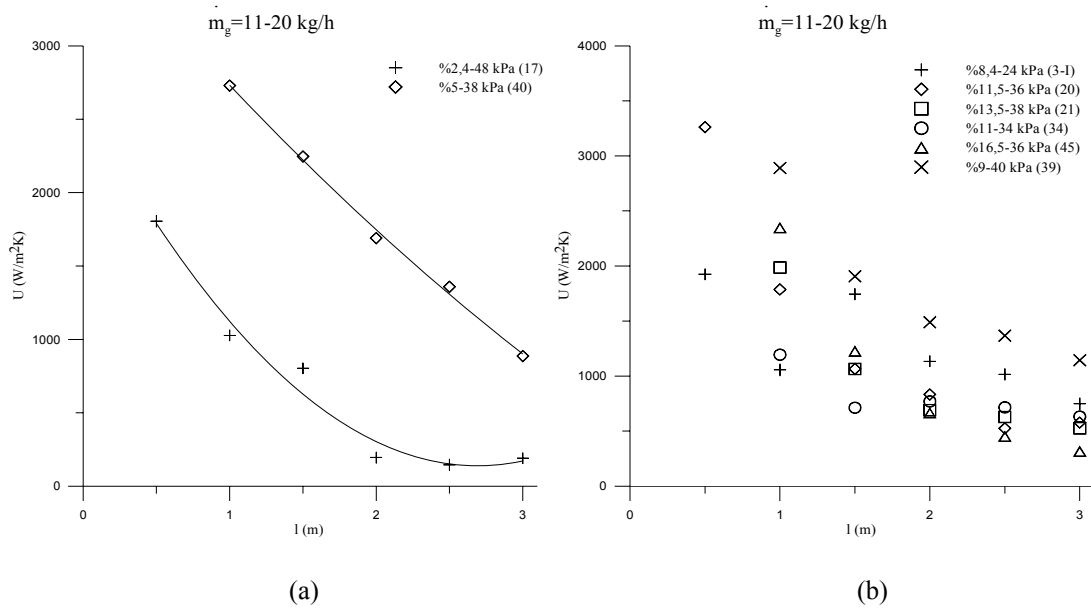 ṁg=11-20 kg/h
3000
2000
1000
0
0
1
2
3
l (m)
U (W/m²K)
%2,4-48 kPa (17)
%5-38 kPa (40)
(a)
ṁg=11-20 kg/h
4000
3000
2000
1000
0
0
1
2
3
l (m)
U (W/m²K)
%8,4-24 kPa (3-I)
%11,5-36 kPa (20)
%13,5-38 kPa (21)
%11-34 kPa (34)
%16,5-36 kPa (45)
%9-40 kPa (39)
(b)